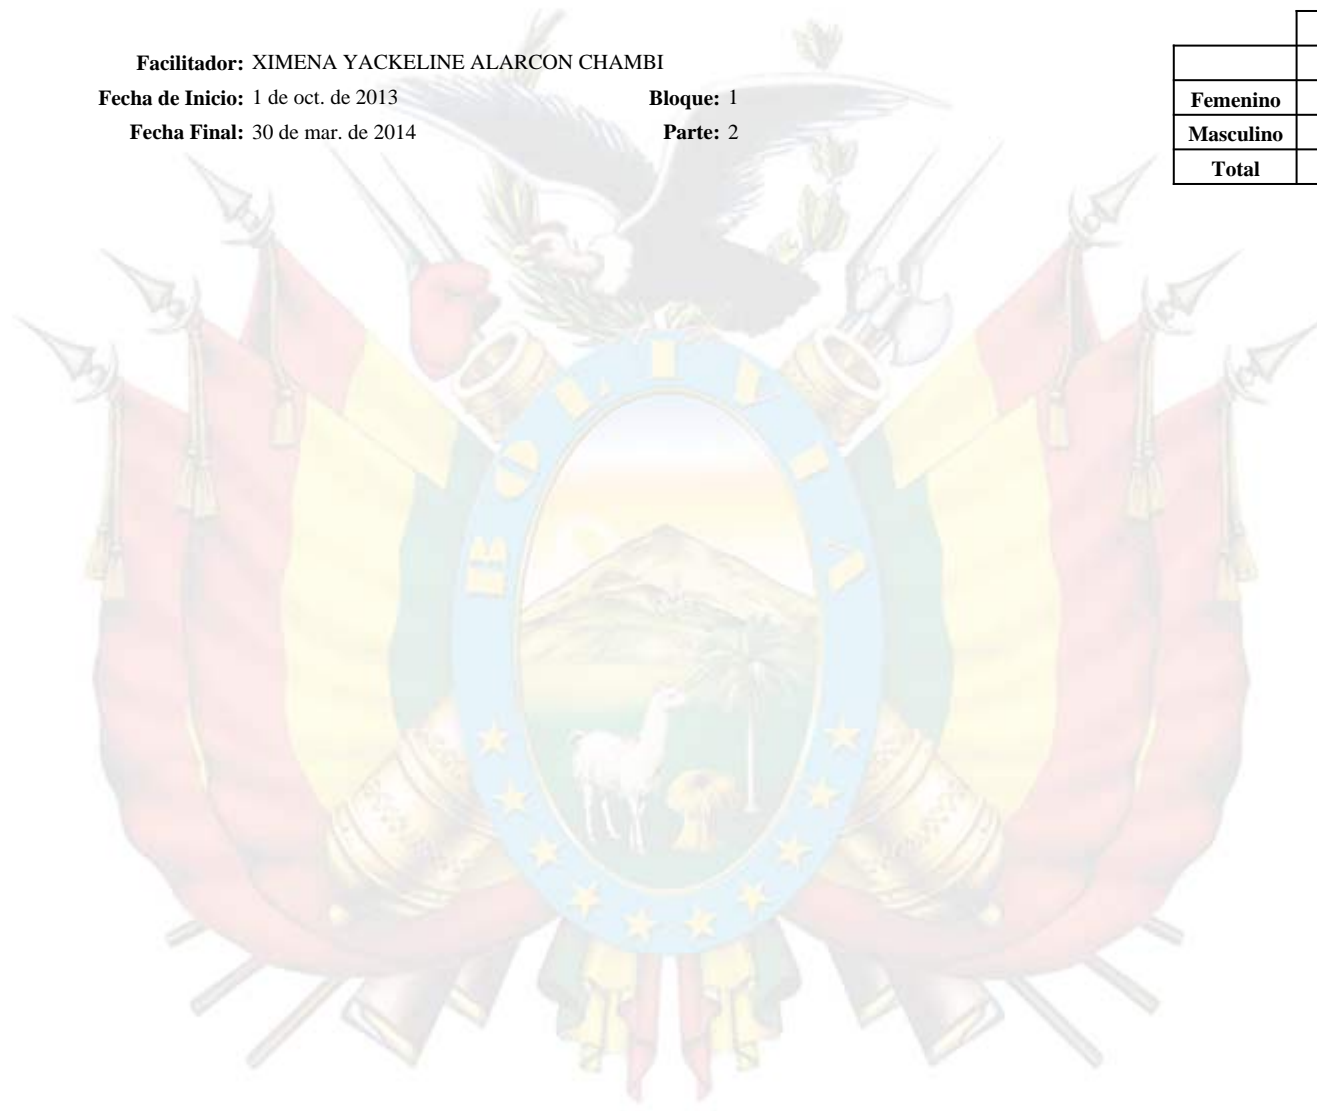 Facilitador: XIMENA YACKELINE ALARCON CHAMBI
Fecha de Inicio: 1 de oct. de 2013 Bloque: 1
Fecha Final: 30 de mar. de 2014 Parte: 2
Femenino
Masculino
Total
BOLIVIA